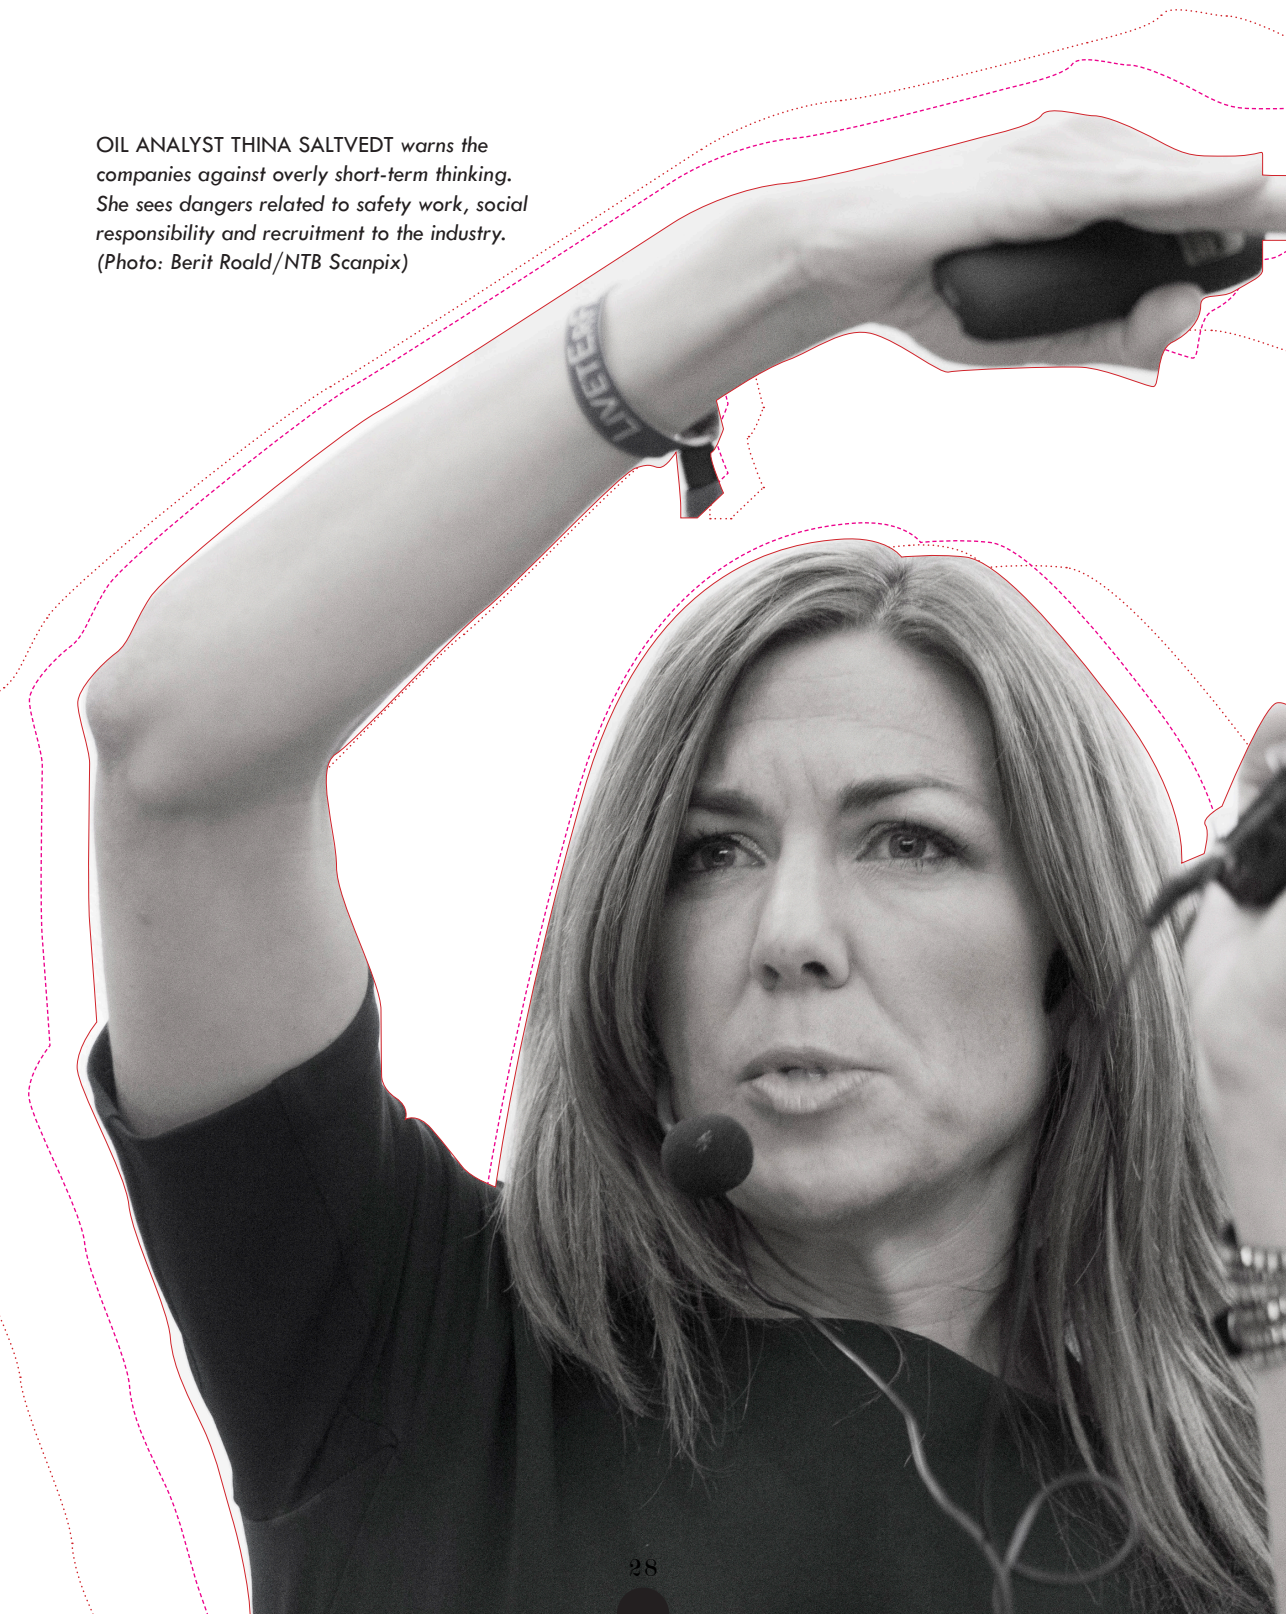 OIL ANALYST THINA SALTVEDT warns the
companies against overly short-term thinking.
She sees dangers related to safety work, social
responsibility and recruitment to the industry.
(Photo: Berit Roald/NTB Scanpix)
28